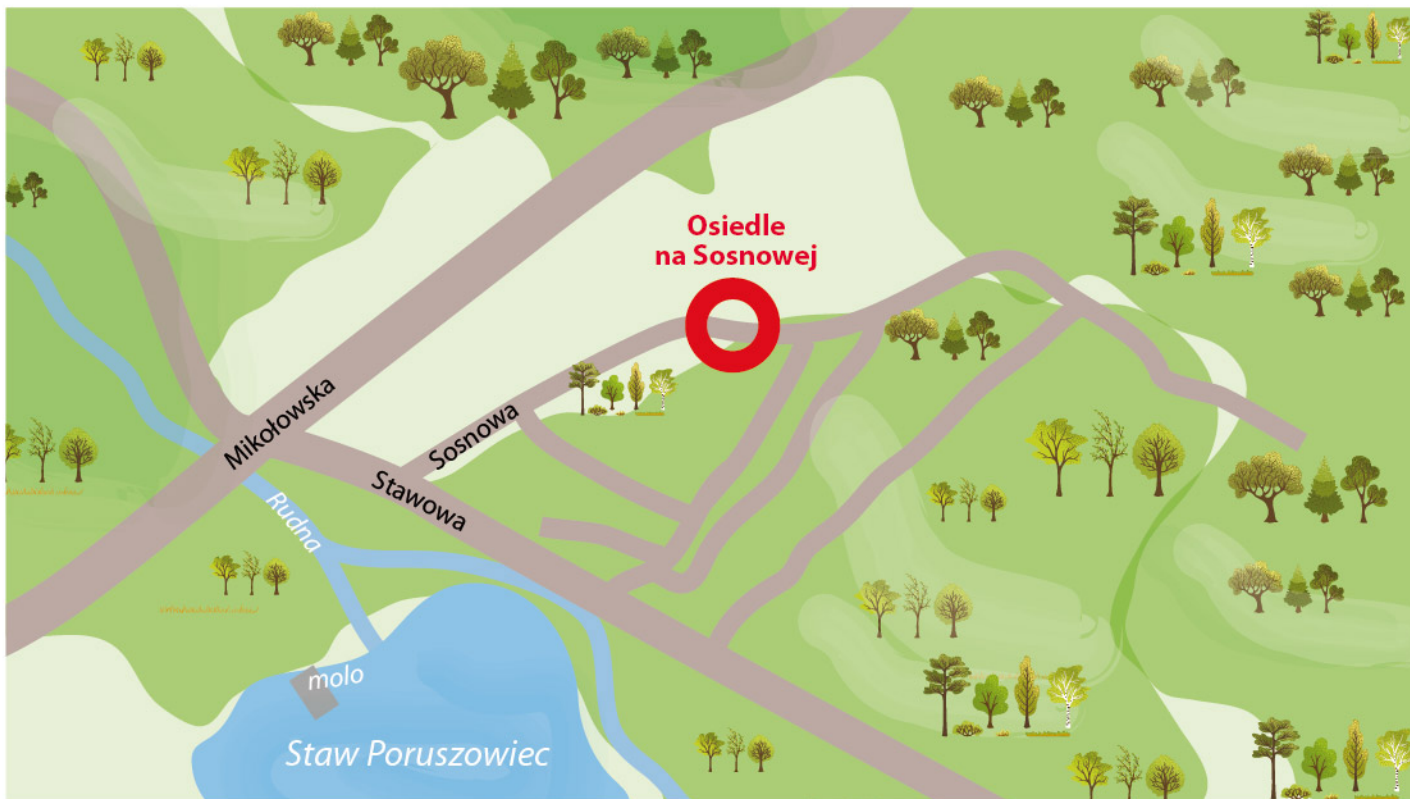 Osiedle
na Sosnowej
Mikołowska
Sosnowa
Stawowa
Rudna
molo
Staw Poruszowiec